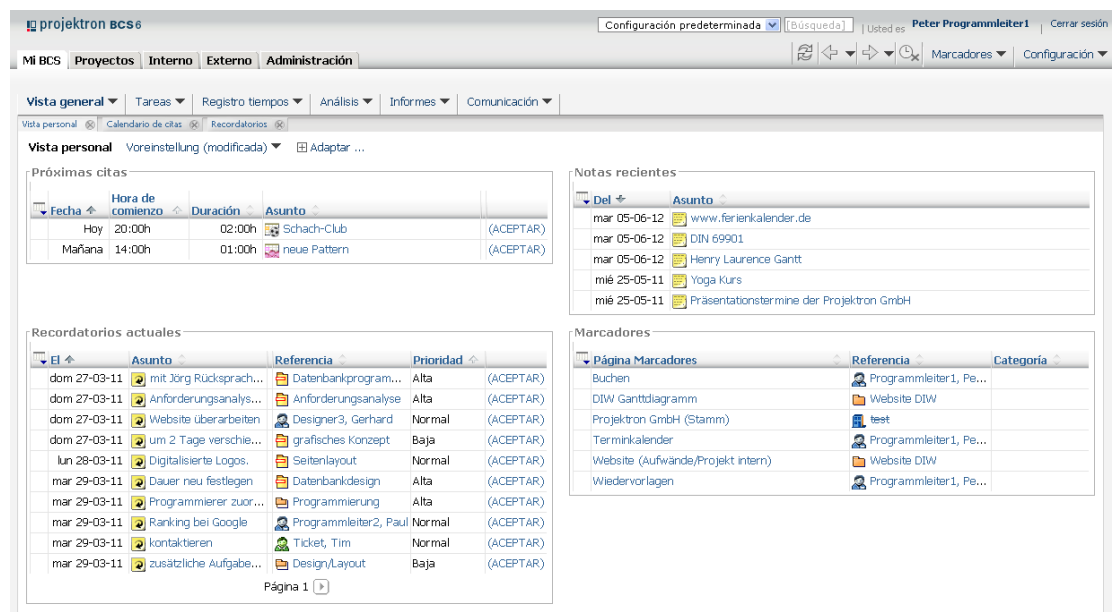 projektron BCS6
Configuración predeterminada [Búsqueda] | Usted es Peter Programmleiter1 | Cerrar sesión
Mi BCS Proyectos Interno Externo Administración
Marcadores Configuración
Vista general Tareas Registro tiempos Análisis Informes Comunicación
Vista personal Calendario de citas Recordatorios
Vista personal Voreinstellung (modificada) Adaptar ...
Próximas citas
Fecha Hora de comienzo Duración Asunto
Hoy 20:00h 02:00h Schach-Club (ACEPTAR)
Mañana 14:00h 01:00h neue Pattern (ACEPTAR)
Notas recientes
Del Asunto
mar 05-06-12 www.ferienkalender.de
mar 05-06-12 DIN 69901
mar 05-06-12 Henry Laurence Gantt
mié 25-05-11 Yoga Kurs
mié 25-05-11 Präsentationstermine der Projektron GmbH
Recordatorios actuales
El Asunto Referencia Prioridad
dom 27-03-11 mit Jörg Rücksprach... Datenbankprogram... Alta (ACEPTAR)
dom 27-03-11 Anforderungsanalys... Anforderungsanalyse Alta (ACEPTAR)
dom 27-03-11 Website überarbeiten Designer3, Gerhard Normal (ACEPTAR)
dom 27-03-11 um 2 Tage verschie... grafisches Konzept Baja (ACEPTAR)
lun 28-03-11 Digitalisierte Logos. Seitenlayout Normal (ACEPTAR)
mar 29-03-11 Dauer neu festlegen Datenbankdesign Alta (ACEPTAR)
mar 29-03-11 Programmierer zuor... Programmierung Alta (ACEPTAR)
mar 29-03-11 Ranking bei Google Programmleiter2, Paul Normal (ACEPTAR)
mar 29-03-11 kontaktieren Ticket, Tim Normal (ACEPTAR)
mar 29-03-11 zusätzliche Aufgabe... Design/Layout Baja (ACEPTAR)
Página 1
Marcadores
Página Marcadores Referencia Categoría
Buchen Programmleiter1, Pe...
DIW Ganttdiagramm Website DIW
Projektron GmbH (Stamm) test
Terminkalender Programmleiter1, Pe...
Website (Aufwände/Projekt intern) Website DIW
Wiedervorlagen Programmleiter1, Pe...